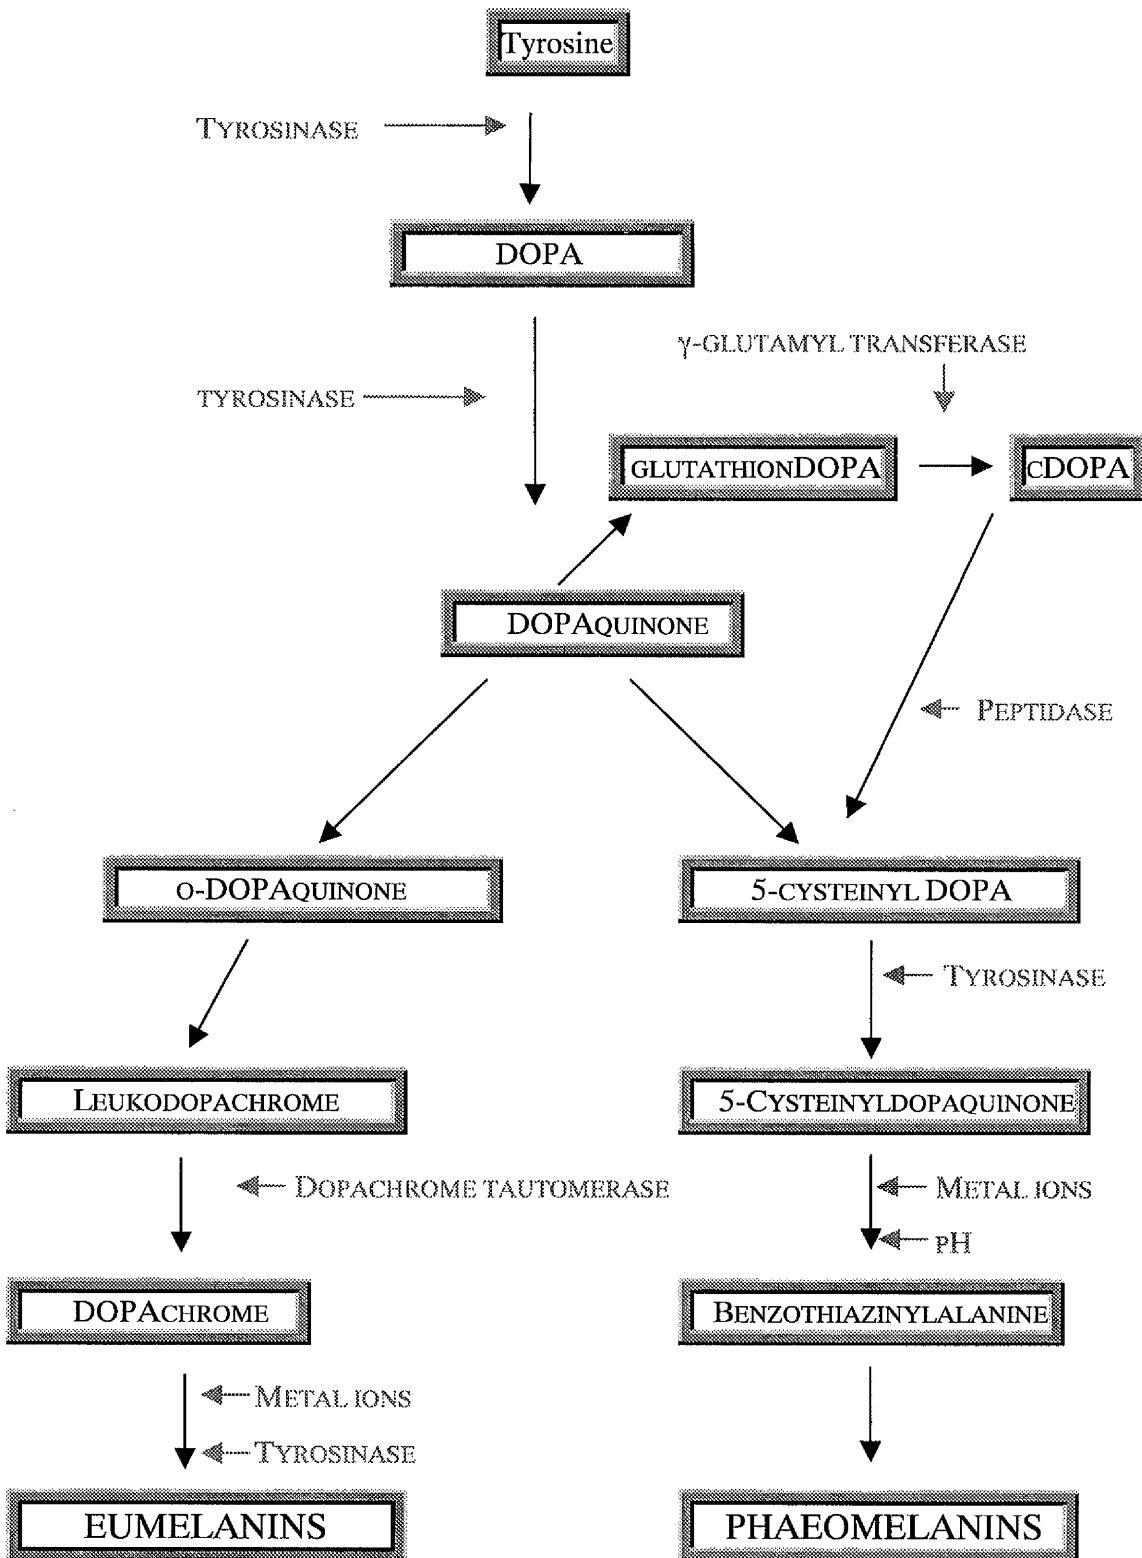 Tyrosine
TYROSINASE
DOPA
γ-GLUTAMYL TRANSFERASE
TYROSINASE
GLUTATHIONDOPA
CDOPA
DOPAQUINONE
PEPTIDASE
O-DOPAQUINONE
5-CYSTEINYL DOPA
TYROSINASE
LEUKODOPACHROME
5-CYSTEINYLDOPAQUINONE
DOPACHROME TAUTOMERASE
METAL IONS
PH
DOPACHROME
BENZOTHIAZINYLALANINE
METAL IONS
TYROSINASE
EUMELANINS
PHAEOMELANINS